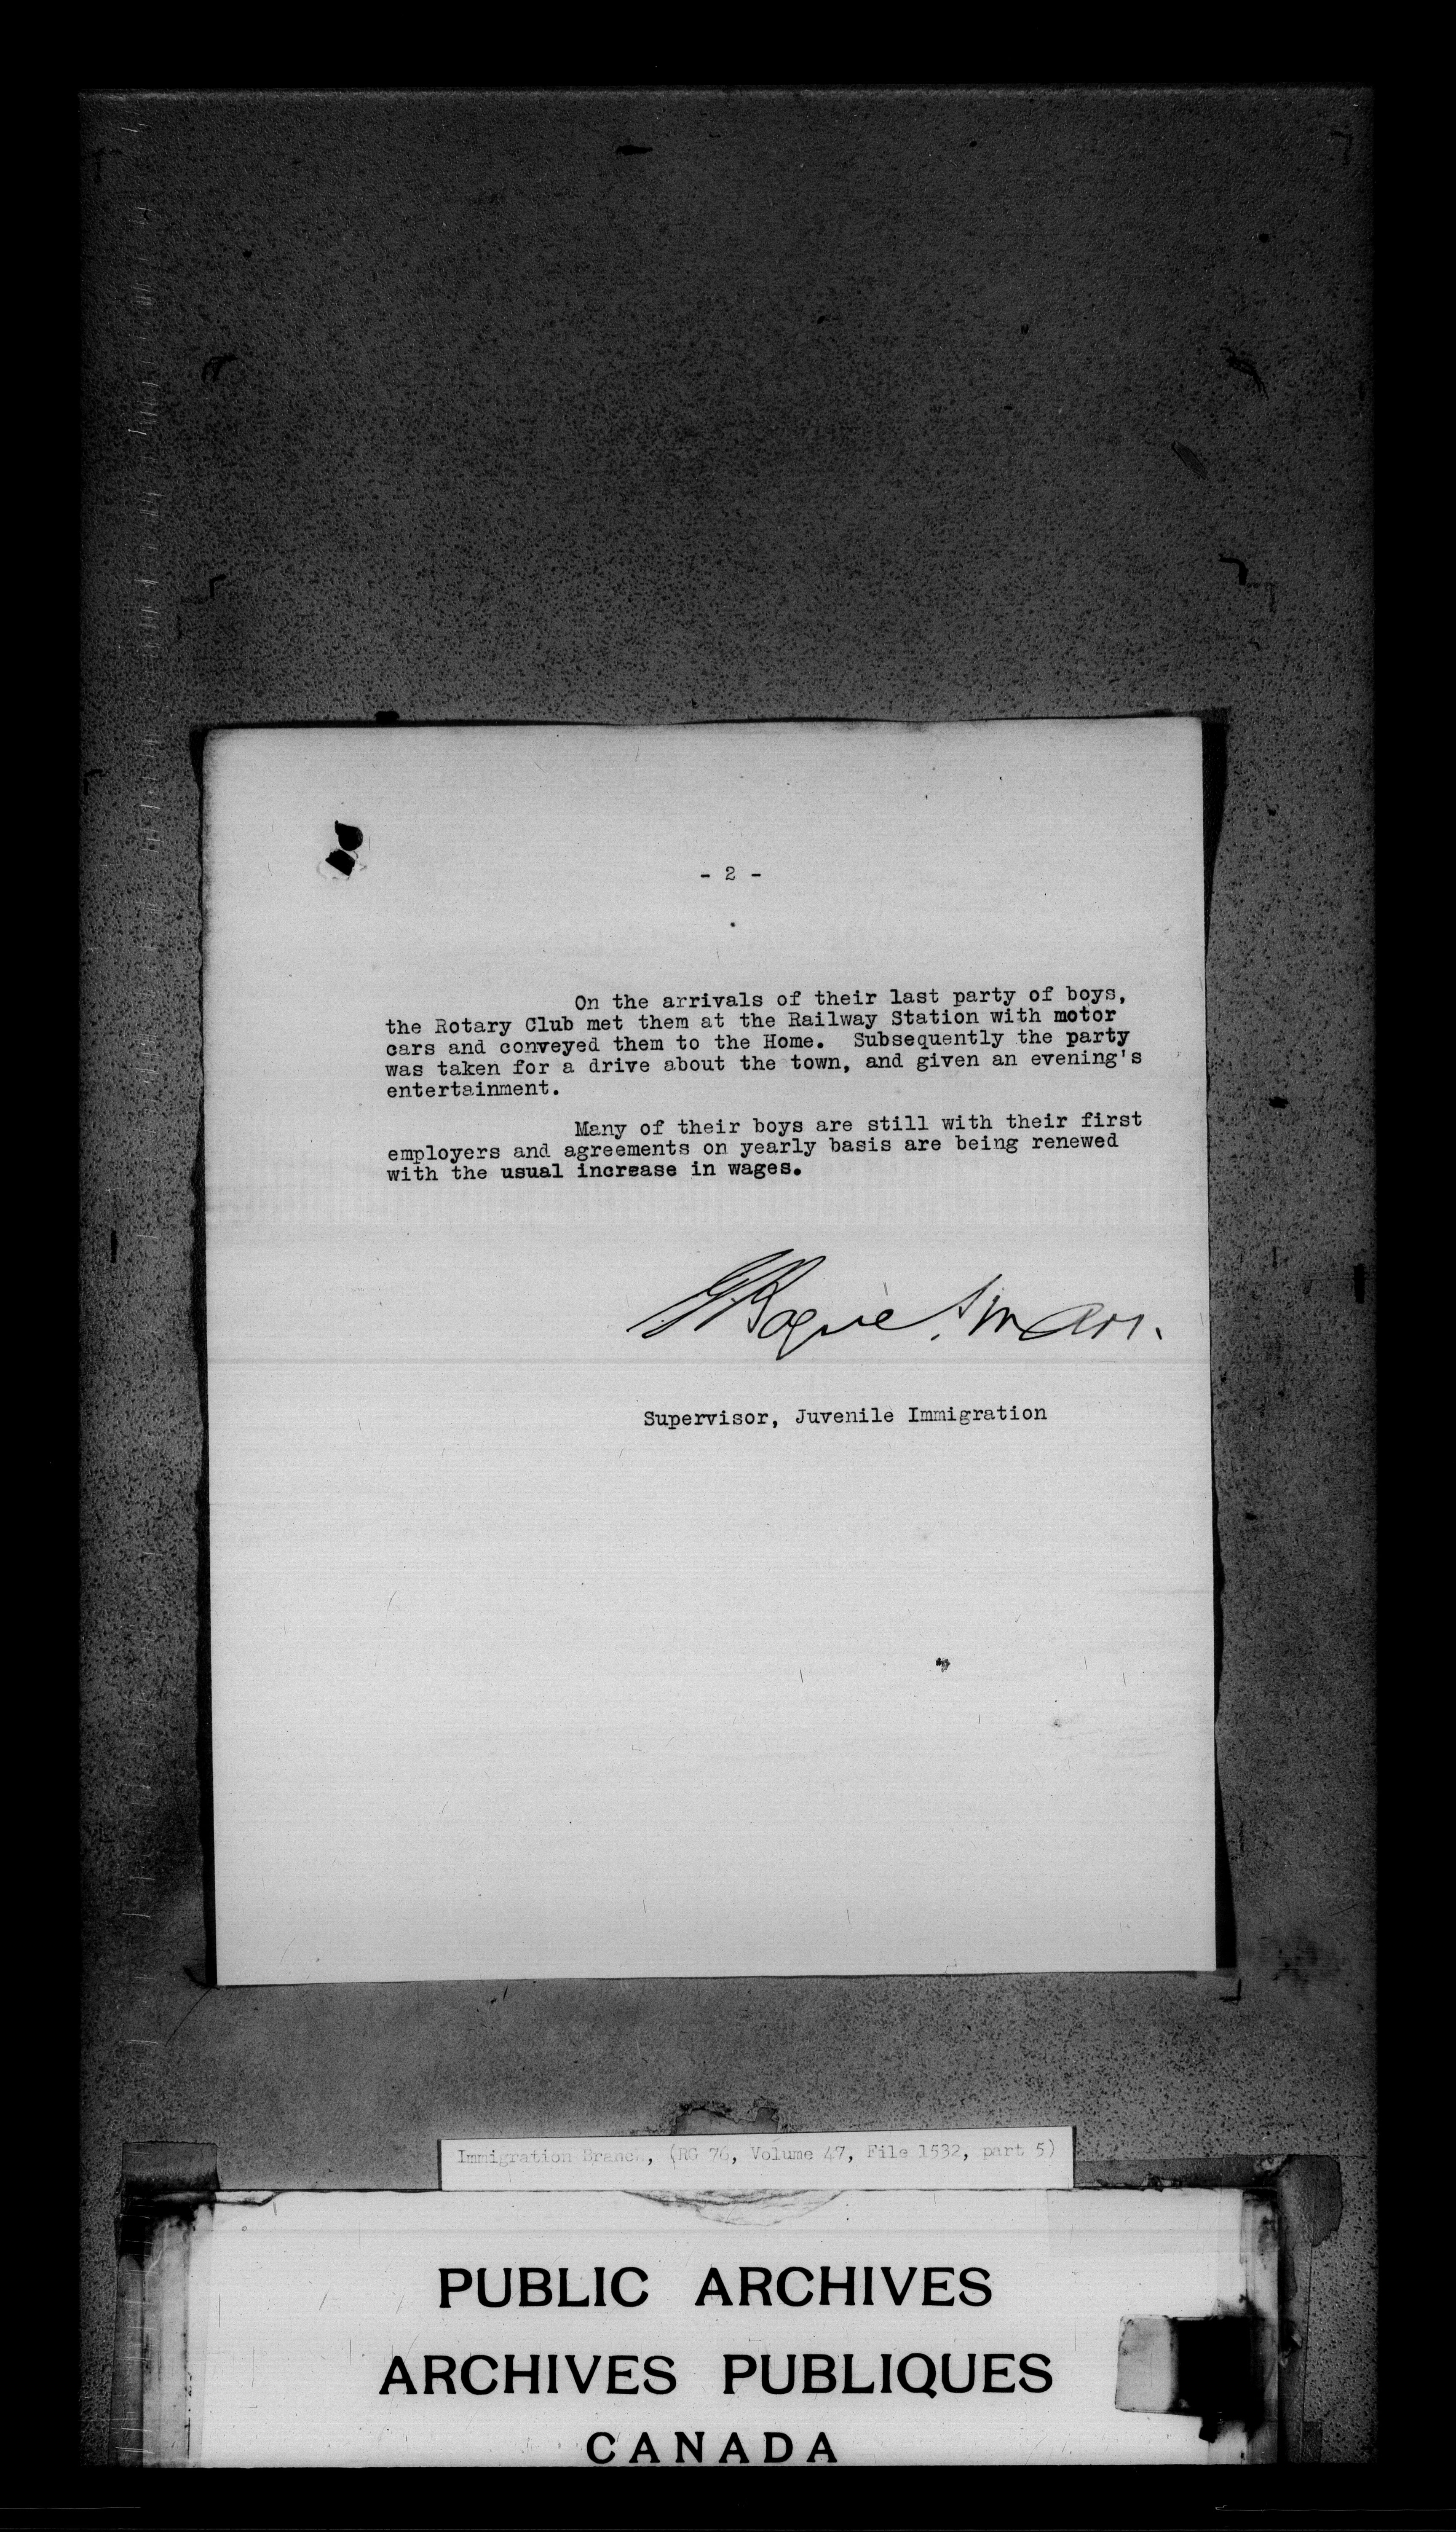 - 2 -
On the arrivals of their last party of boys,
the Rotary Club met them at the Railway Station with motor
cars and conveyed them to the Home. Subsequently the party
was taken for a drive about the town, and given an evening's
entertainment.
Many of their boys are still with their first
employers and agreements on yearly basis are being renewed
with the usual increase in wages.
G Bogue Smart.
Supervisor, Juvenile Immigration
Immigration Branch, (RG 76, Volume 47, File 1532, part 5)
PUBLIC ARCHIVES
ARCHIVES PUBLIQUES
CANADA